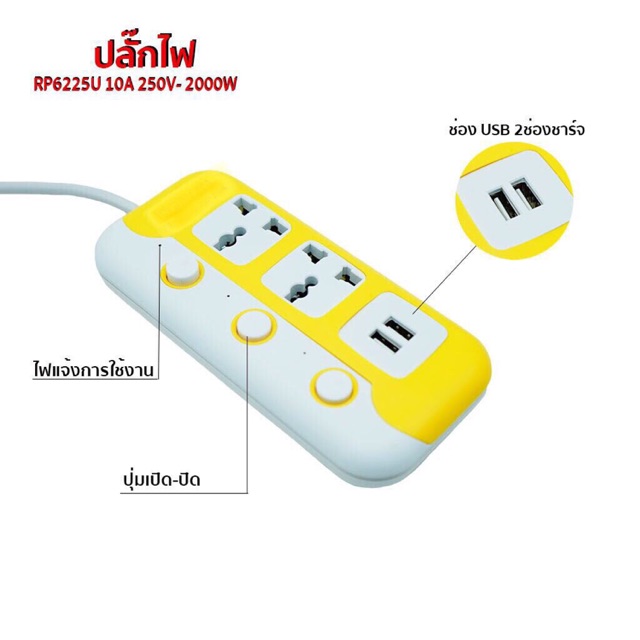 ปลั๊กไฟ
RP6225U 10A 250V- 2000W
ช่อง USB 2ช่องชาร์จ
ไฟแจ้งการใช้งาน
ปุ่มเปิด-ปิด